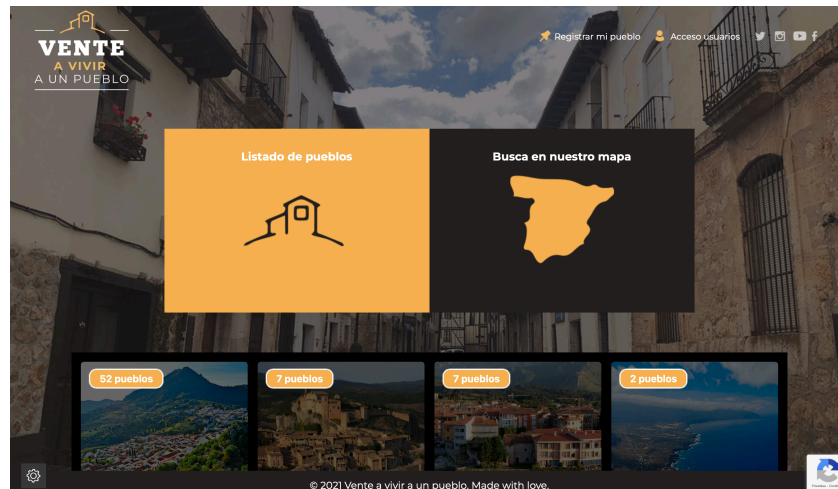 VENTE
A VIVIR
A UN PUEBLO
Registrar mi pueblo
Acceso usuarios
Listado de pueblos
Busca en nuestro mapa
52 pueblos
7 pueblos
7 pueblos
2 pueblos
© 2021 Vente a vivir a un pueblo. Made with love.